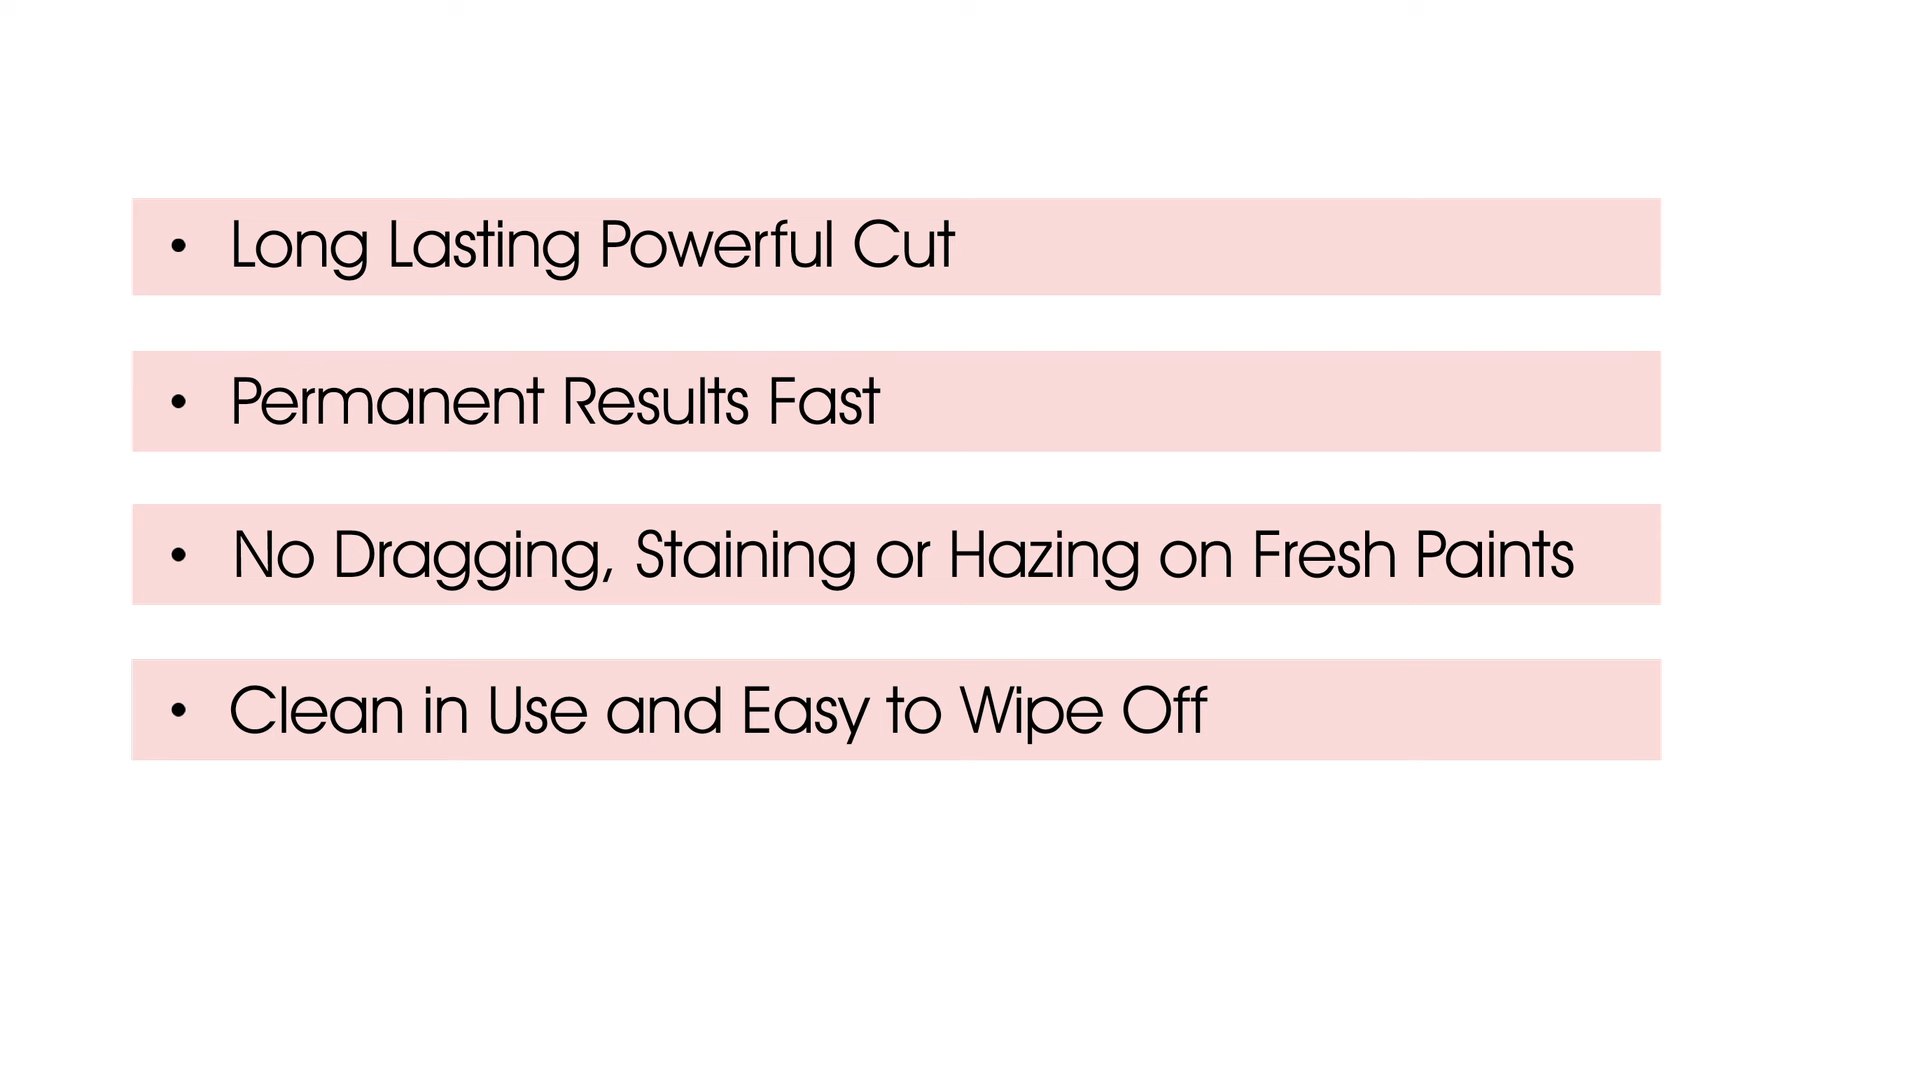 • Long Lasting Powerful Cut
• Permanent Results Fast
• No Dragging, Staining or Hazing on Fresh Paints
• Clean in Use and Easy to Wipe Off